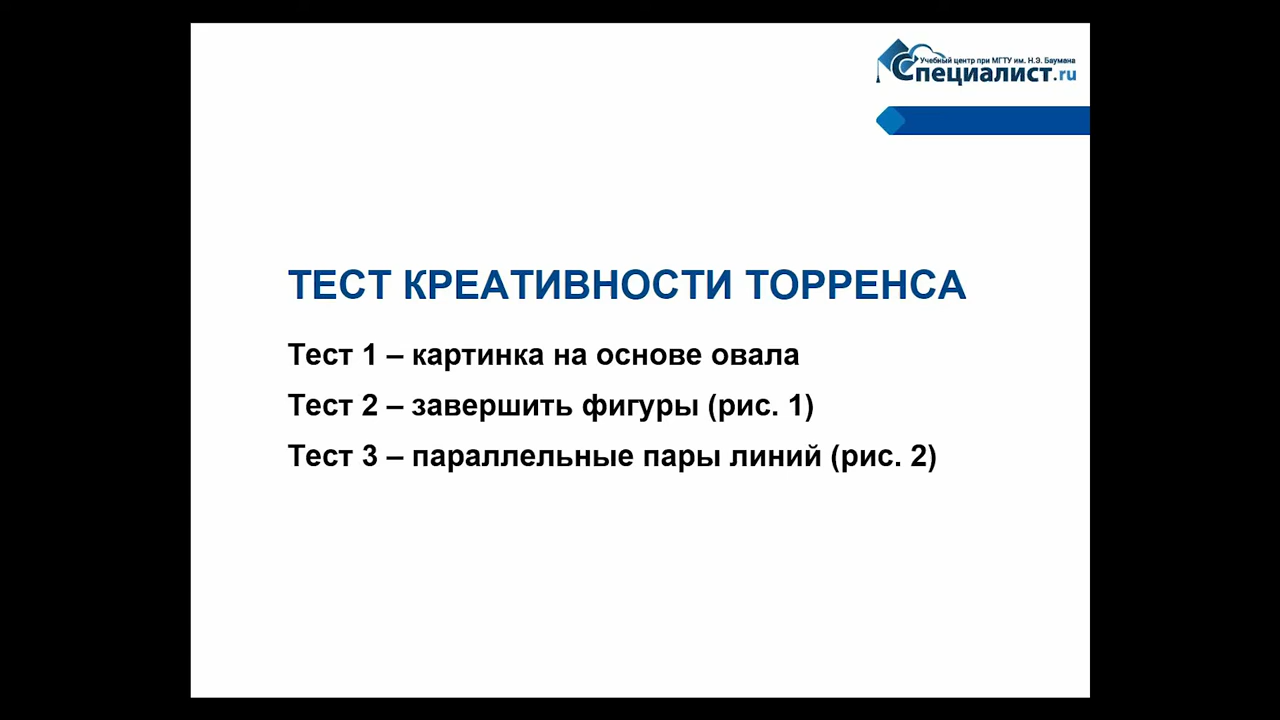 Учебный центр при МГТУ им. Н.Э. Баумана
Специалист.ru
ТЕСТ КРЕАТИВНОСТИ ТОРРЕНСА
Тест 1 – картинка на основе овала
Тест 2 – завершить фигуры (рис. 1)
Тест 3 – параллельные пары линий (рис. 2)